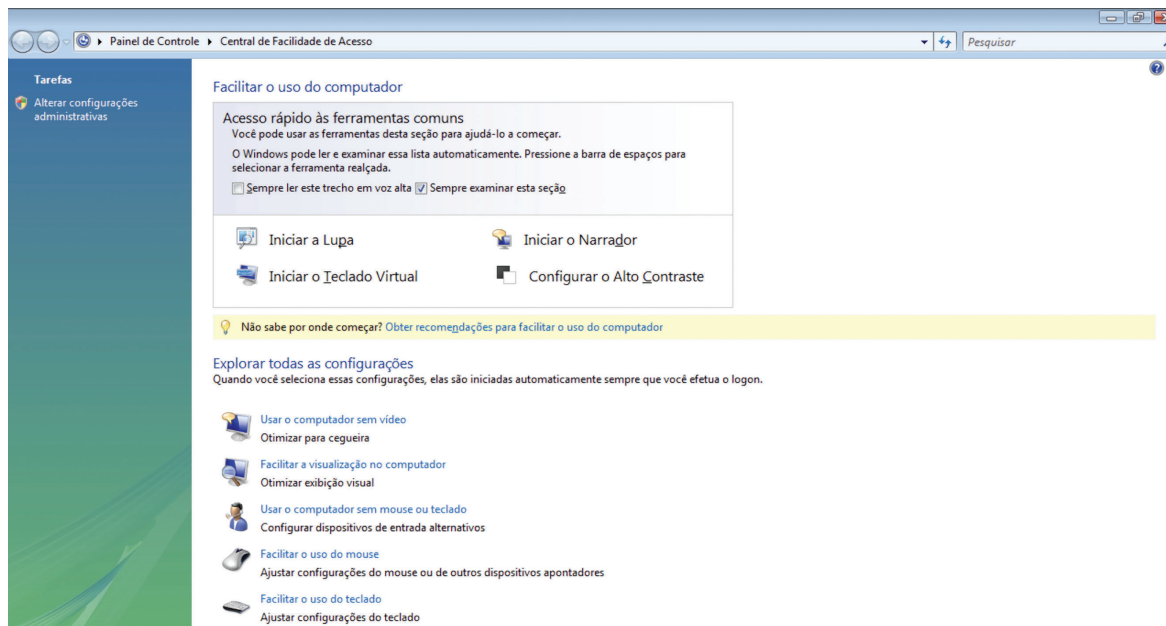 Painel de Controle ▸ Central de Facilidade de Acesso
Pesquisar
Tarefas
Alterar configurações
administrativas
Facilitar o uso do computador
Acesso rápido às ferramentas comuns
Você pode usar as ferramentas desta seção para ajudá-lo a começar.
O Windows pode ler e examinar essa lista automaticamente. Pressione a barra de espaços para
selecionar a ferramenta realçada.
Sempre ler este trecho em voz alta Sempre examinar esta seção
Iniciar a Lupa
Iniciar o Narrador
Iniciar o Teclado Virtual
Configurar o Alto Contraste
Não sabe por onde começar? Obter recomendações para facilitar o uso do computador
Explorar todas as configurações
Quando você seleciona essas configurações, elas são iniciadas automaticamente sempre que você efetua o logon.
Usar o computador sem vídeo
Otimizar para cegueira
Facilitar a visualização no computador
Otimizar exibição visual
Usar o computador sem mouse ou teclado
Configurar dispositivos de entrada alternativos
Facilitar o uso do mouse
Ajustar configurações do mouse ou de outros dispositivos apontadores
Facilitar o uso do teclado
Ajustar configurações do teclado